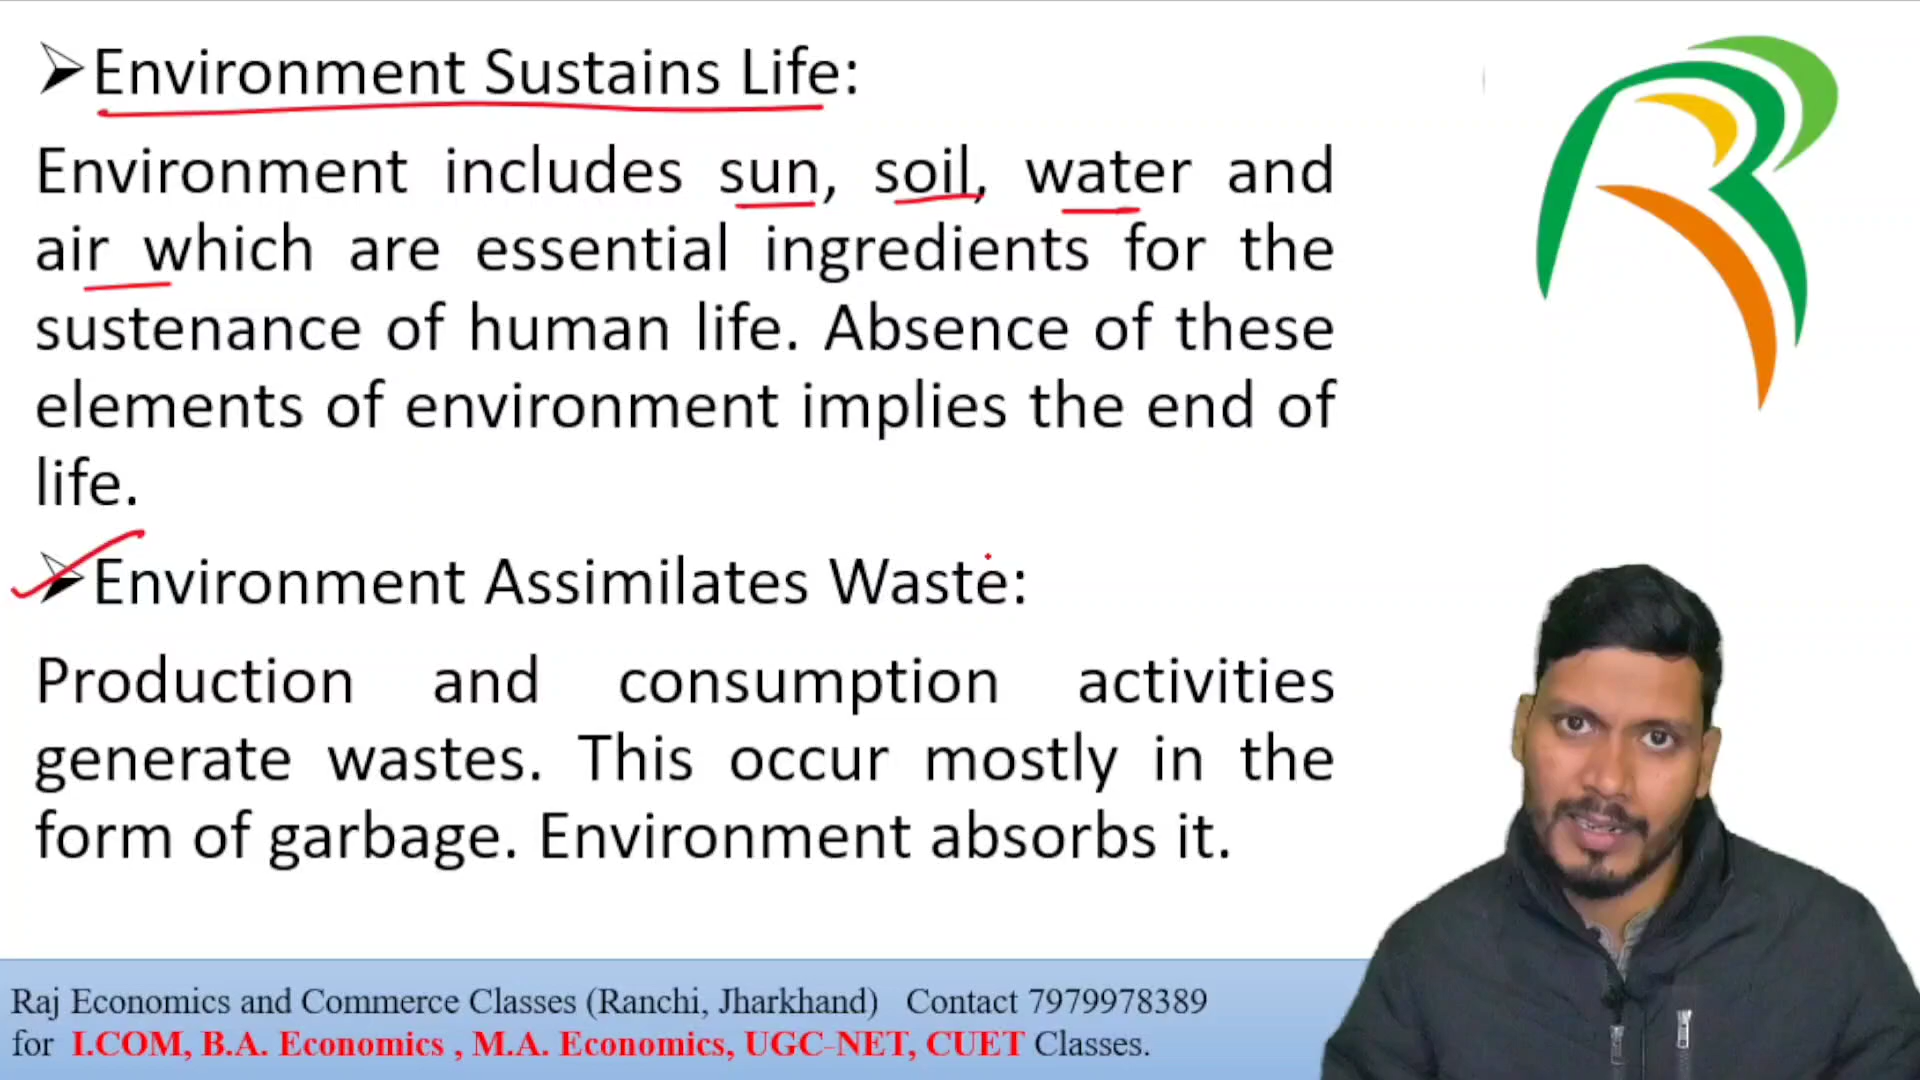 Environment Sustains Life:
Environment includes sun, soil, water and
air which are essential ingredients for the
sustenance of human life. Absence of these
elements of environment implies the end of
life.
Environment Assimilates Waste:
Production and consumption activities
generate wastes. This occur mostly in the
form of garbage. Environment absorbs it.
Raj Economics and Commerce Classes (Ranchi, Jharkhand) Contact 7979978389
for I.COM, B.A. Economics , M.A. Economics, UGC-NET, CUET Classes.